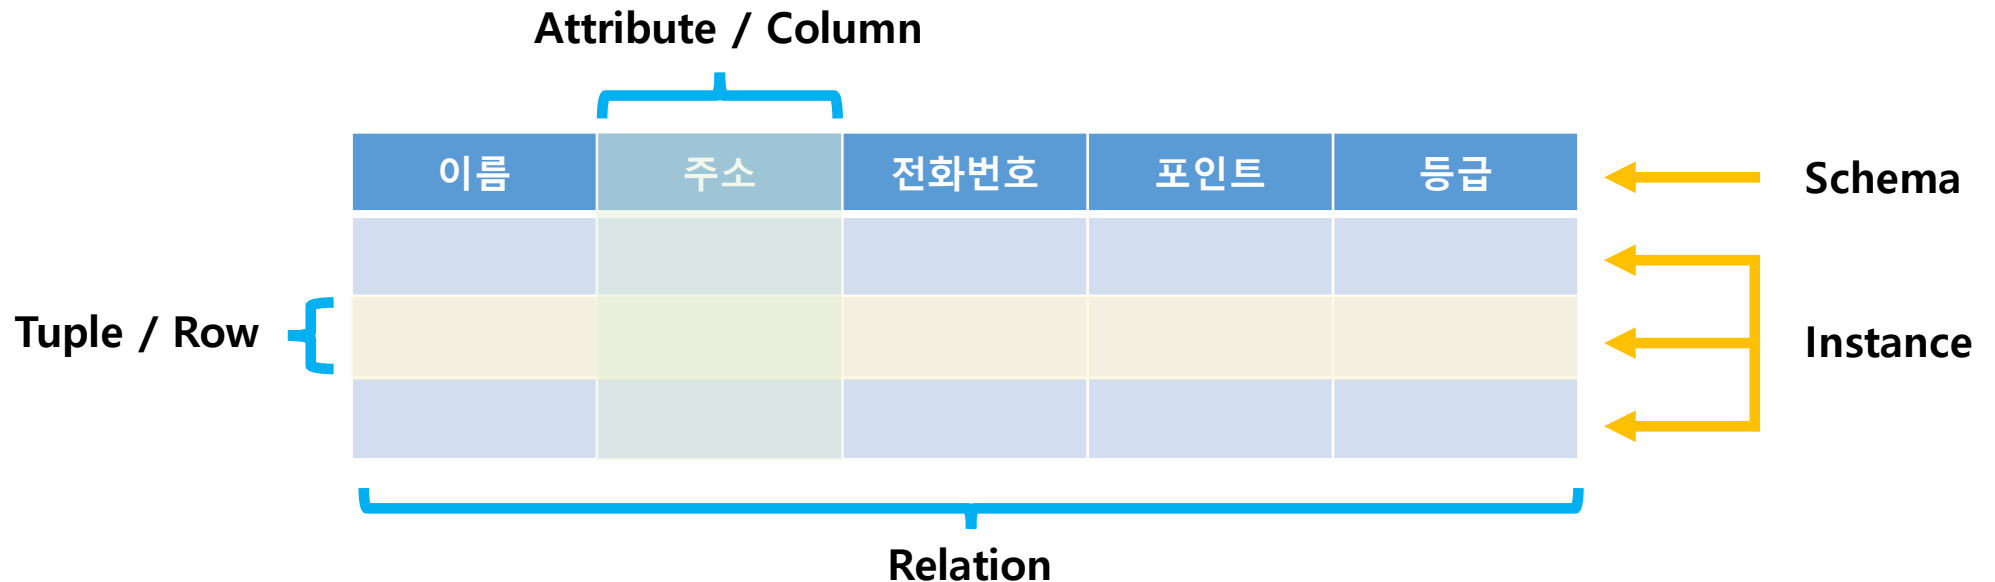 Attribute / Column
이름 주소 전화번호 포인트 등급
Schema
Tuple / Row
Instance
Relation